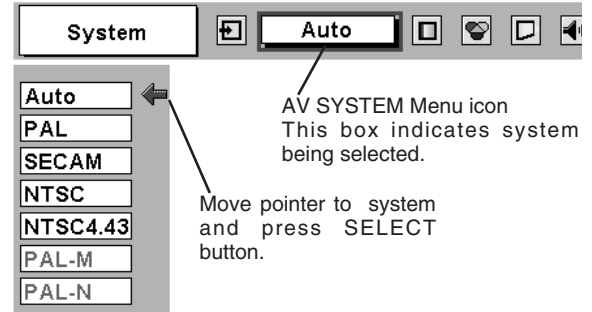 System
Auto
Auto
PAL
SECAM
NTSC
NTSC4.43
PAL-M
PAL-N
AV SYSTEM Menu icon
This box indicates system
being selected.
Move pointer to system
and press SELECT
button.